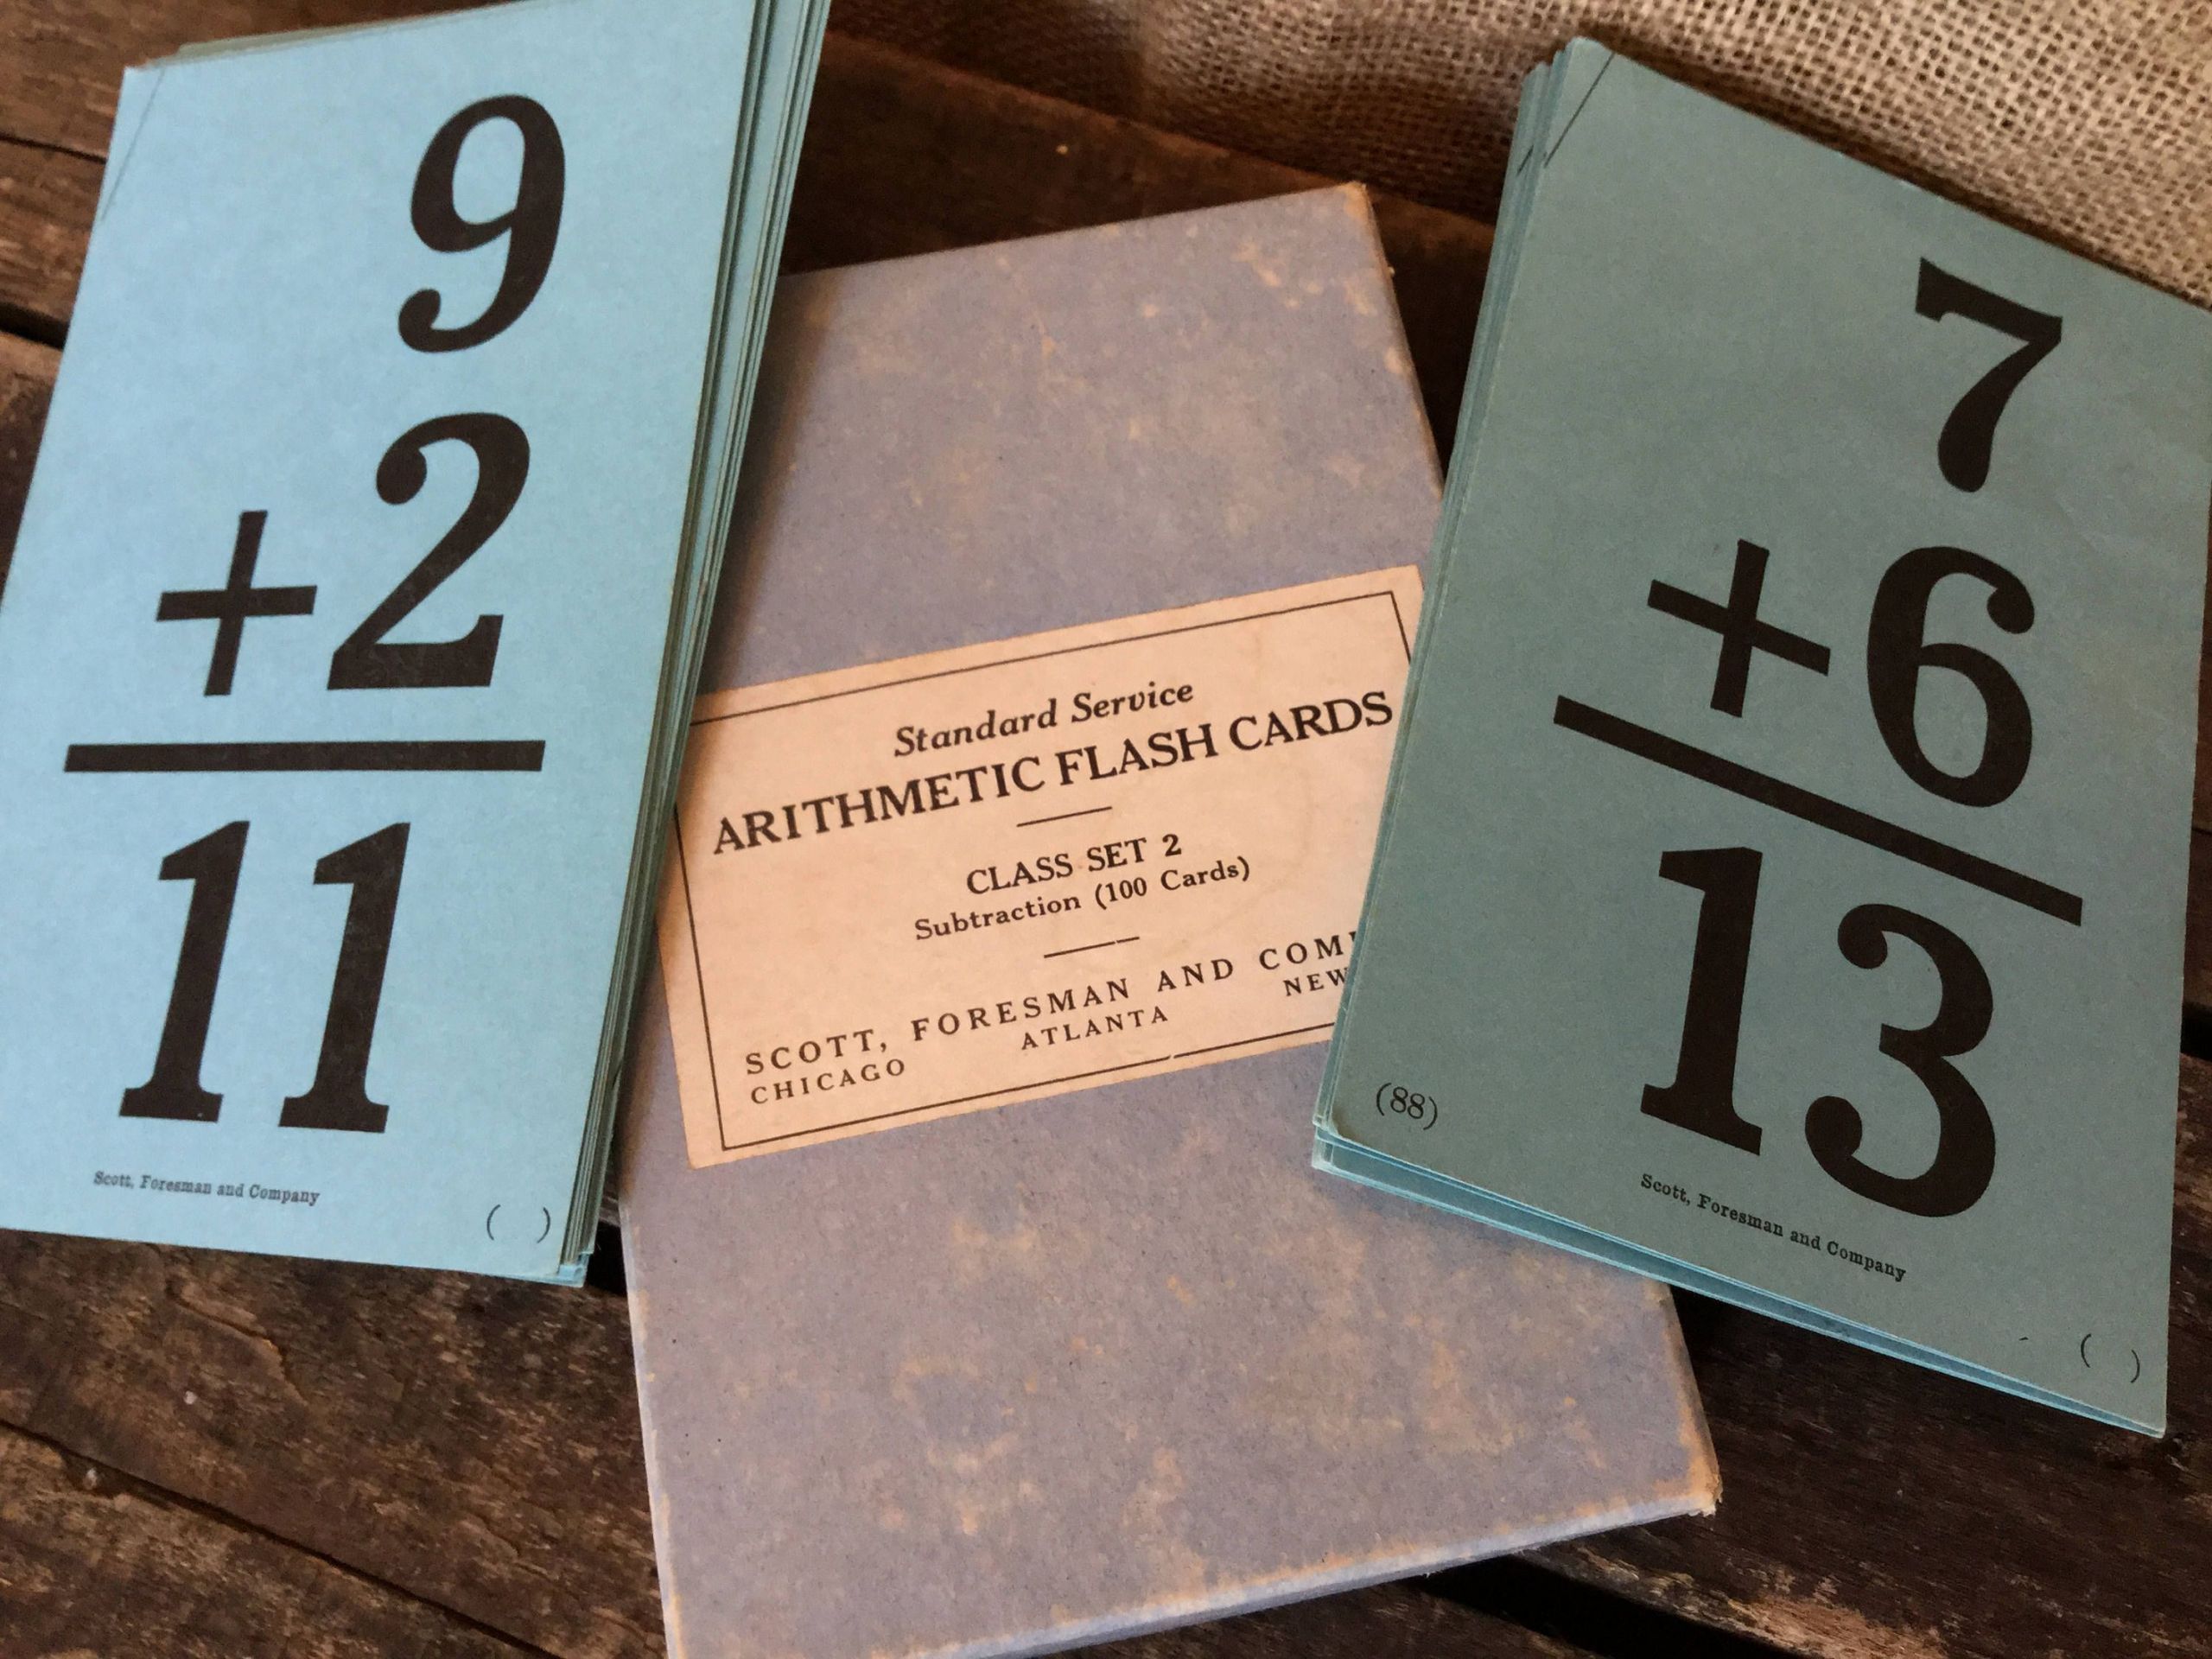 9
+2
11
Scott, Foresman and Company
( )
Standard Service
ARITHMETIC FLASH CARDS
CLASS SET 2
Subtraction (100 Cards)
SCOTT, FORESMAN AND
CHICAGO ATLANTA NEW
7
+6
13
(88)
Scott, Foresman and Company
( )